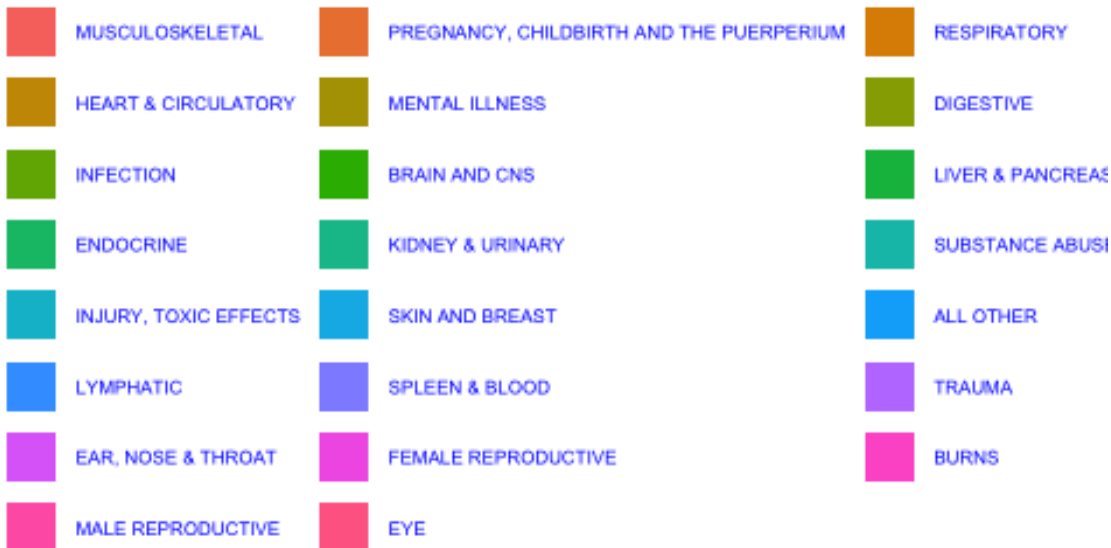 MUSCULOSKELETAL PREGNANCY, CHILDBIRTH AND THE PUERPERIUM RESPIRATORY
HEART & CIRCULATORY MENTAL ILLNESS DIGESTIVE
INFECTION BRAIN AND CNS LIVER & PANCREAS
ENDOCRINE KIDNEY & URINARY SUBSTANCE ABUSE
INJURY, TOXIC EFFECTS SKIN AND BREAST ALL OTHER
LYMPHATIC SPLEEN & BLOOD TRAUMA
EAR, NOSE & THROAT FEMALE REPRODUCTIVE BURNS
MALE REPRODUCTIVE EYE